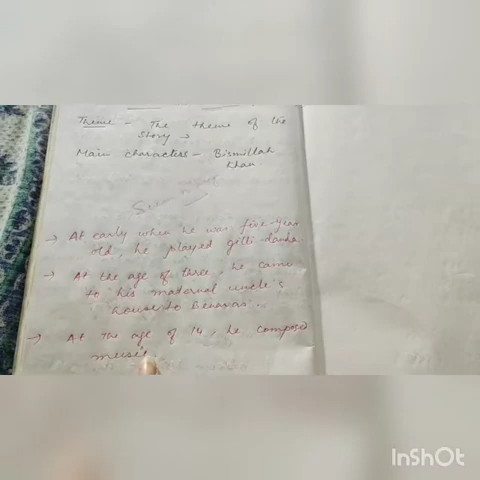 Theme - The theme of the
story →
Main characters - Bismillah
Khan.
Summary
→ At early when he was five-year
old, he played gilli-danda
→ At the age of three, he came
to his maternal uncle's
house to Benaras.
→ At the age of 14, he composed
music.
InShOt